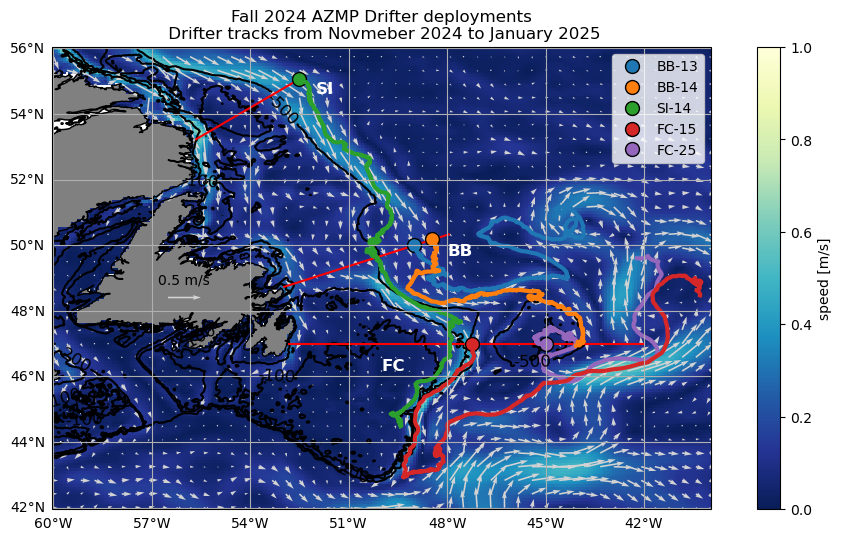 Fall 2024 AZMP Drifter deployments
Drifter tracks from Novmeber 2024 to January 2025
56°N
54°N
52°N
50°N
48°N
46°N
44°N
42°N
60°W
57°W
54°W
51°W
48°W
45°W
42°W
SI
BB
FC
500
100
500
100
500
0.5 m/s
BB-13
BB-14
SI-14
FC-15
FC-25
1.0
0.8
0.6
0.4
0.2
0.0
speed [m/s]